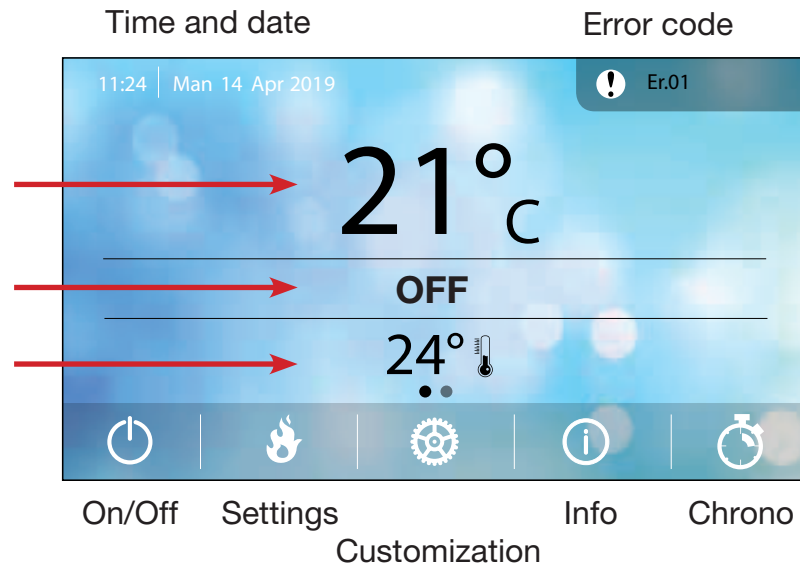 Time and date
Error code
11:24 | Man 14 Apr 2019
Er.01
21°C
OFF
24°
On/Off
Settings
Customization
Info
Chrono